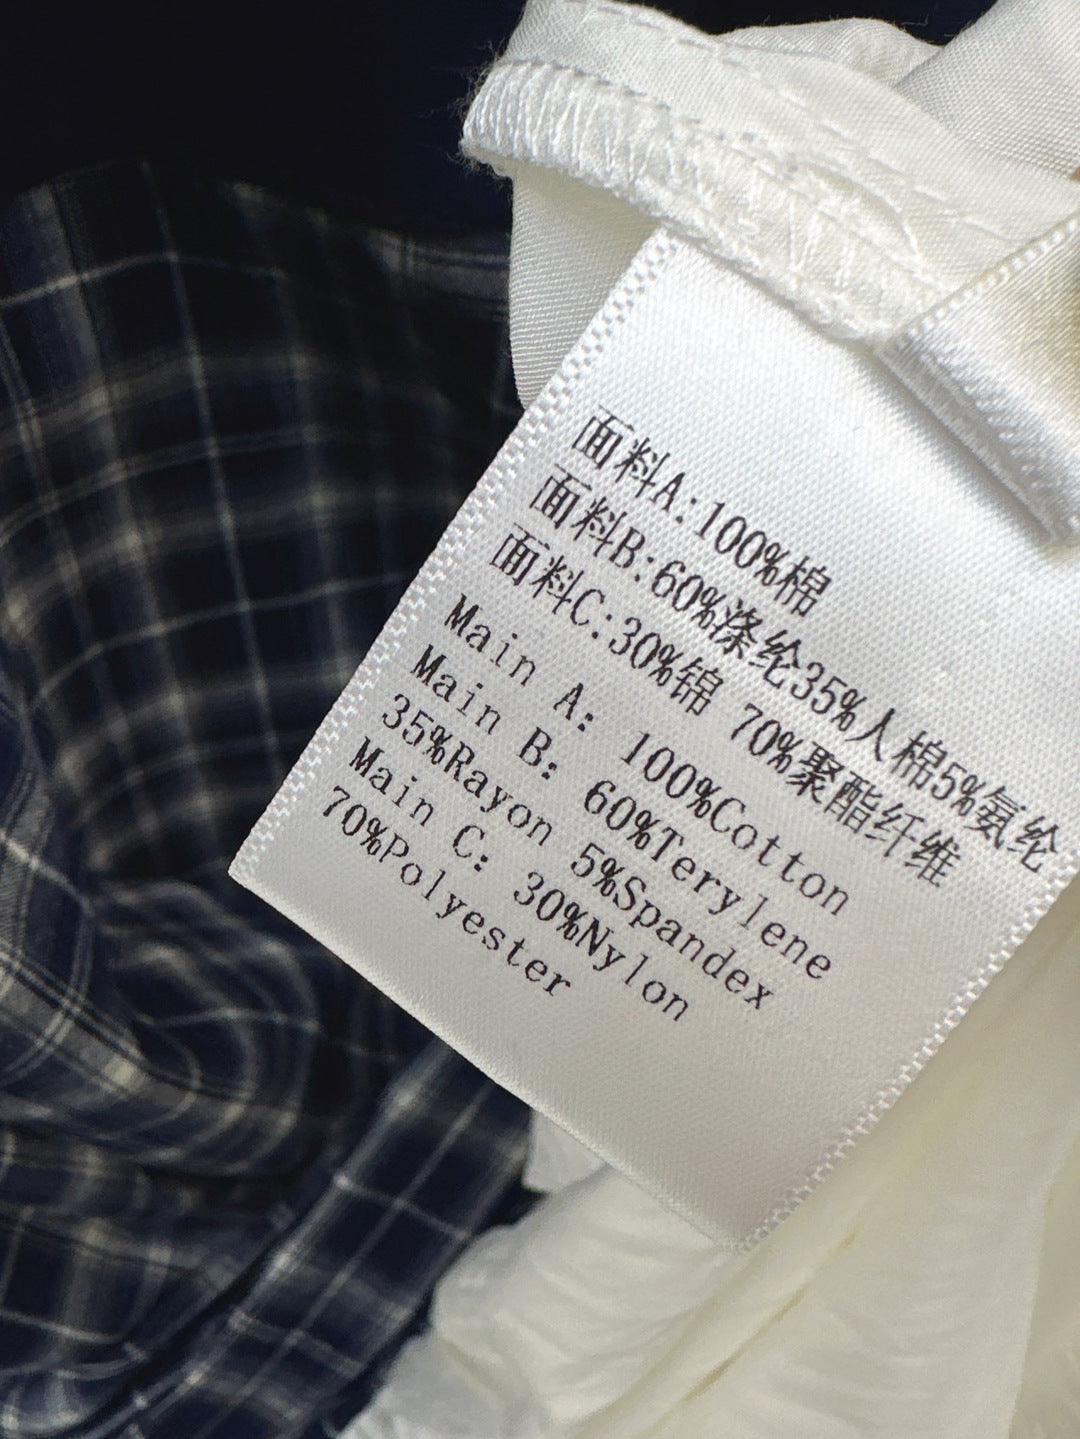 面料A:100%棉
面料B:60%涤纶35%人棉5%氨纶
面料C:30%锦 70%聚酯纤维
Main A: 100%Cotton
Main B: 60%Terylene
35%Rayon 5%Spandex
Main C: 30%Nylon
70%Polyester